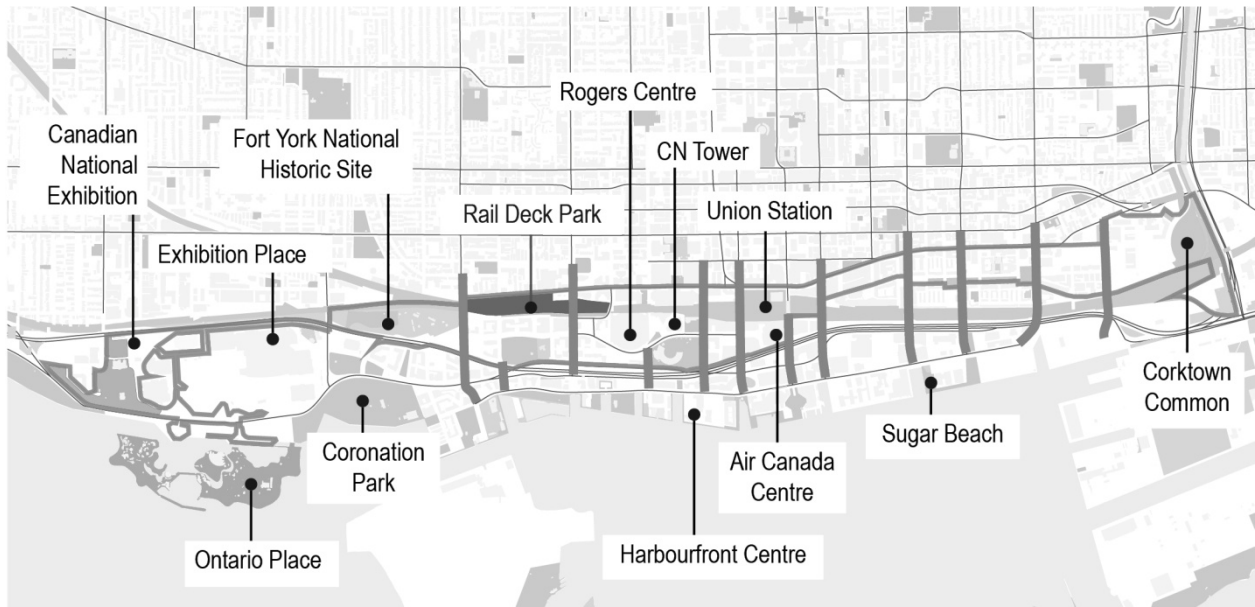 Canadian
National
Exhibition
Fort York National
Historic Site
Exhibition Place
Rail Deck Park
Rogers Centre
CN Tower
Union Station
Ontario Place
Coronation
Park
Harbourfront Centre
Air Canada
Centre
Sugar Beach
Corktown
Common